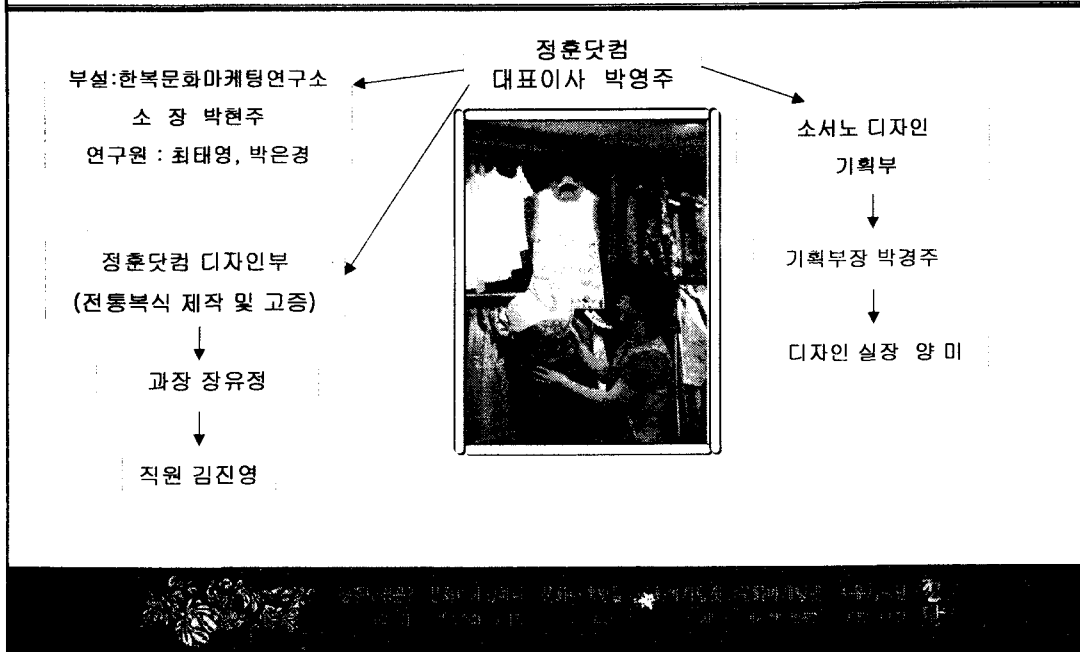 정훈닷컴
대표이사 박영주
부설:한복문화마케팅연구소
소 장 박현주
연구원 : 최태영, 박은경
정훈닷컴 디자인부
(전통복식 제작 및 고증)
과장 장유정
직원 김진영
소서노 디자인
기획부
기획부장 박경주
디자인 실장 양 미